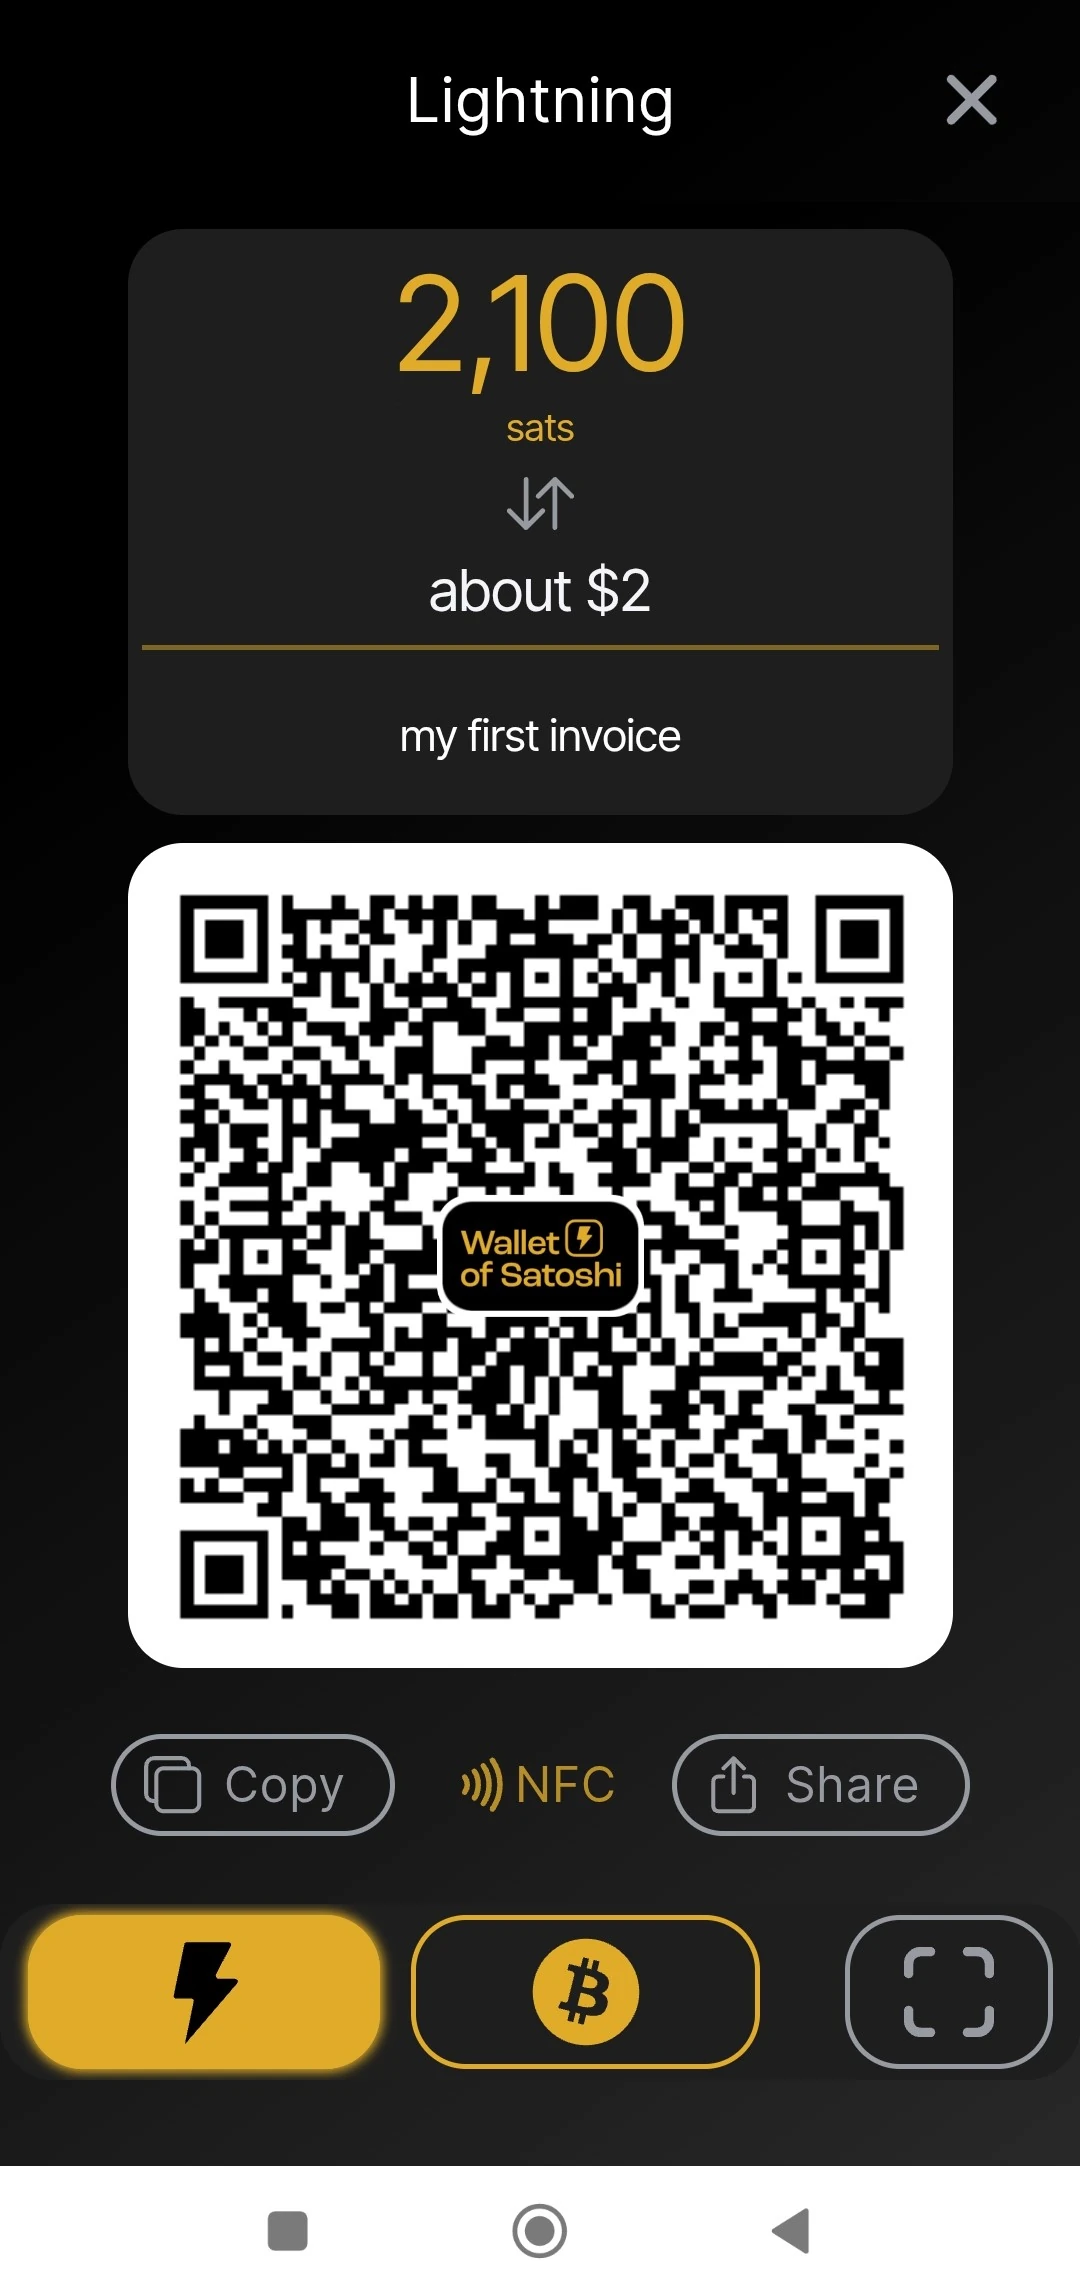 Lightning
2,100
sats
about $2
my first invoice
Wallet
of Satoshi
Copy
NFC
Share